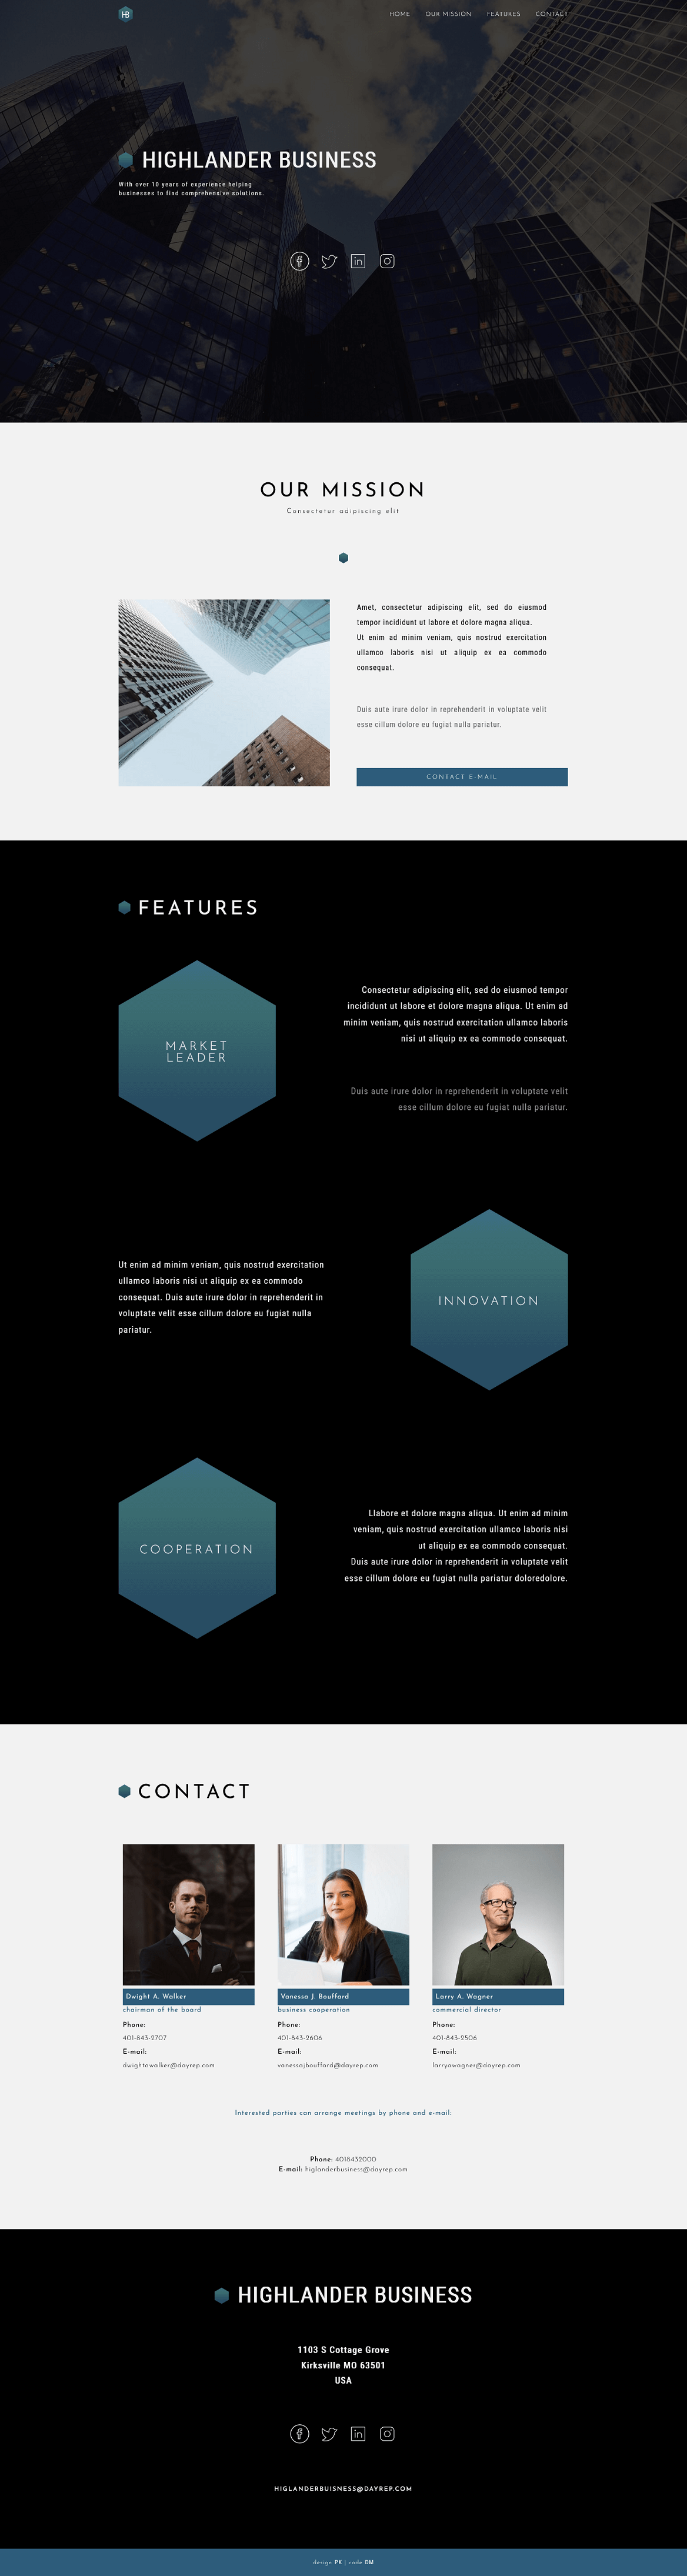 HB
HOME OUR MISSION FEATURES CONTACT
HIGHLANDER BUSINESS
With over 10 years of experience helping
businesses to find comprehensive solutions.
OUR MISSION
Consectetur adipiscing elit
Amet, consectetur adipiscing elit, sed do eiusmod
tempor incididunt ut labore et dolore magna aliqua.
Ut enim ad minim veniam, quis nostrud exercitation
ullamco laboris nisi ut aliquip ex ea commodo
consequat.
Duis aute irure dolor in reprehenderit in voluptate velit
esse cillum dolore eu fugiat nulla pariatur.
CONTACT E-MAIL
FEATURES
MARKET
LEADER
Consectetur adipiscing elit, sed do eiusmod tempor
incididunt ut labore et dolore magna aliqua. Ut enim ad
minim veniam, quis nostrud exercitation ullamco laboris
nisi ut aliquip ex ea commodo consequat.
Duis aute irure dolor in reprehenderit in voluptate velit
esse cillum dolore eu fugiat nulla pariatur.
Ut enim ad minim veniam, quis nostrud exercitation
ullamco laboris nisi ut aliquip ex ea commodo
consequat. Duis aute irure dolor in reprehenderit in
voluptate velit esse cillum dolore eu fugiat nulla
pariatur.
INNOVATION
COOPERATION
Llabore et dolore magna aliqua. Ut enim ad minim
veniam, quis nostrud exercitation ullamco laboris nisi
ut aliquip ex ea commodo consequat.
Duis aute irure dolor in reprehenderit in voluptate velit
esse cillum dolore eu fugiat nulla pariatur doloredolore.
CONTACT
Dwight A. Walker
chairman of the board
Phone:
401-843-2707
E-mail:
dwightawalker@dayrep.com
Vanessa J. Bouffard
business cooperation
Phone:
401-843-2606
E-mail:
vanessajbouffard@dayrep.com
Larry A. Wagner
commercial director
Phone:
401-843-2506
E-mail:
larryawagner@dayrep.com
Interested parties can arrange meetings by phone and e-mail:
Phone: 4018432000
E-mail: higlanderbusiness@dayrep.com
HIGHLANDER BUSINESS
1103 S Cottage Grove
Kirksville MO 63501
USA
HIGLANDERBUISNESS@DAYREP.COM
design PK | code DM